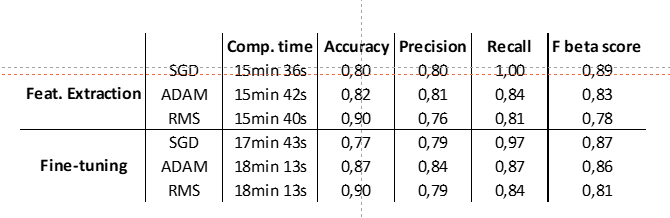 Comp. time Accuracy Precision Recall F beta score
SGD 15min 36s 0,80 0,80 1,00 0,89
Feat. Extraction ADAM 15min 42s 0,82 0,81 0,84 0,83
RMS 15min 40s 0,90 0,76 0,81 0,78
SGD 17min 43s 0,77 0,79 0,97 0,87
Fine-tuning ADAM 18min 13s 0,87 0,84 0,87 0,86
RMS 18min 13s 0,90 0,79 0,84 0,81